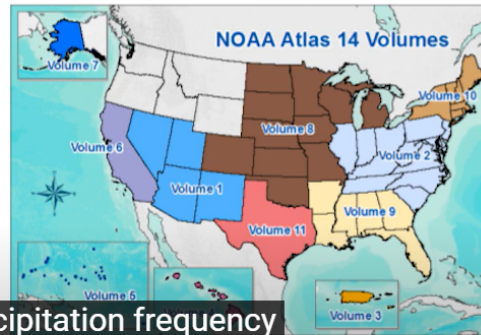 NOAA Atlas 14 Volumes
Volume 7
Volume 10
Volume 8
Volume 6
Volume 2
Volume 1
Volume 9
Volume 11
Volume 5
Volume 3
cipitation frequency